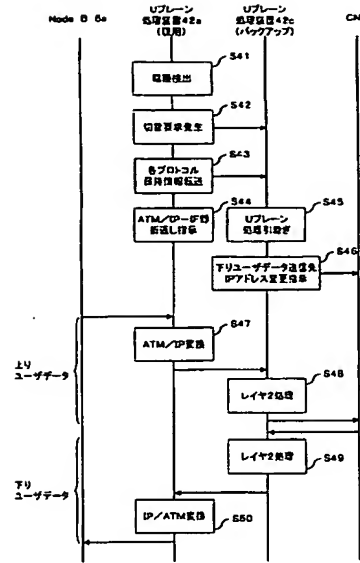 Node B 6a
Uプレーン
処理装置42a
(現用)
Uプレーン
処理装置42c
(バックアップ)
CN
障害検出
S41
切替要求発生
S42
各プロトコル
保持情報転送
S43
ATM/IP-IF部
折返し指示
S44
Uプレーン
処理引継ぎ
S45
下りユーザデータ送信先
IPアドレス変更指示
S46
上り
ユーザデータ
ATM/IP変換
S47
レイヤ2処理
S48
下り
ユーザデータ
レイヤ2処理
S49
IP/ATM変換
S50